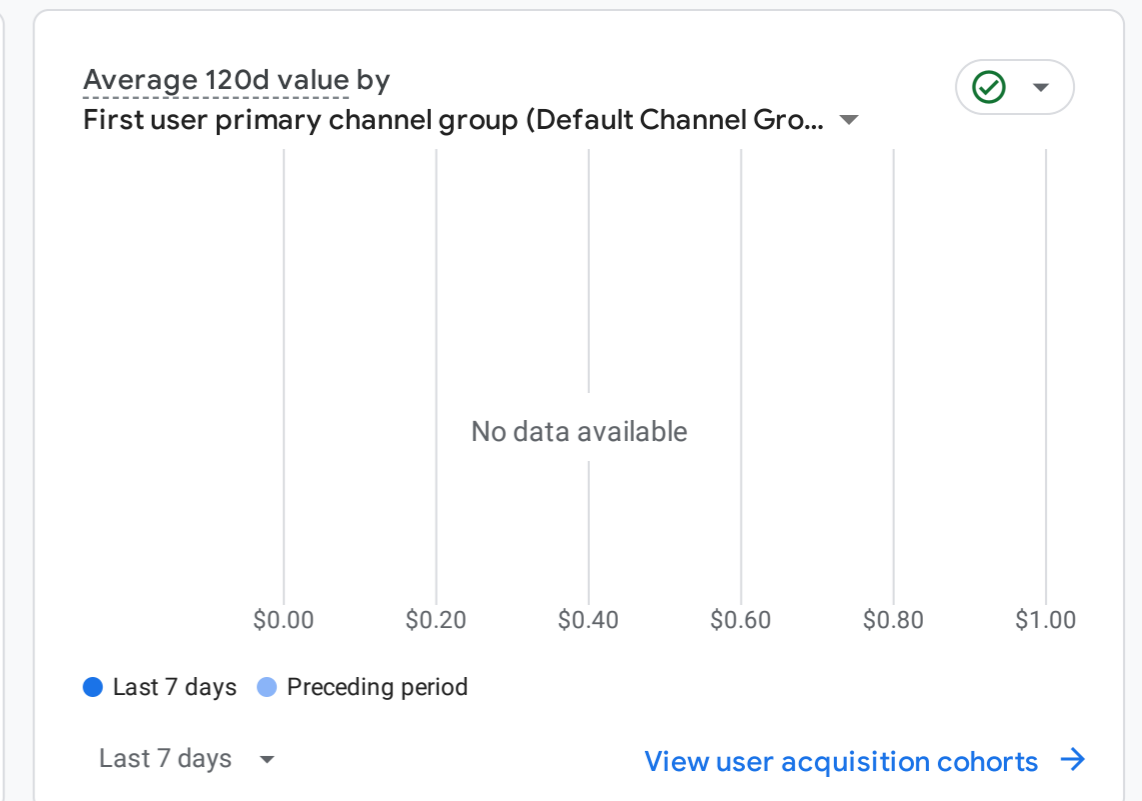 Average 120d value by
First user primary channel group (Default Channel Gro...
No data available
$0.00 $0.20 $0.40 $0.60 $0.80 $1.00
Last 7 days Preceding period
Last 7 days View user acquisition cohorts